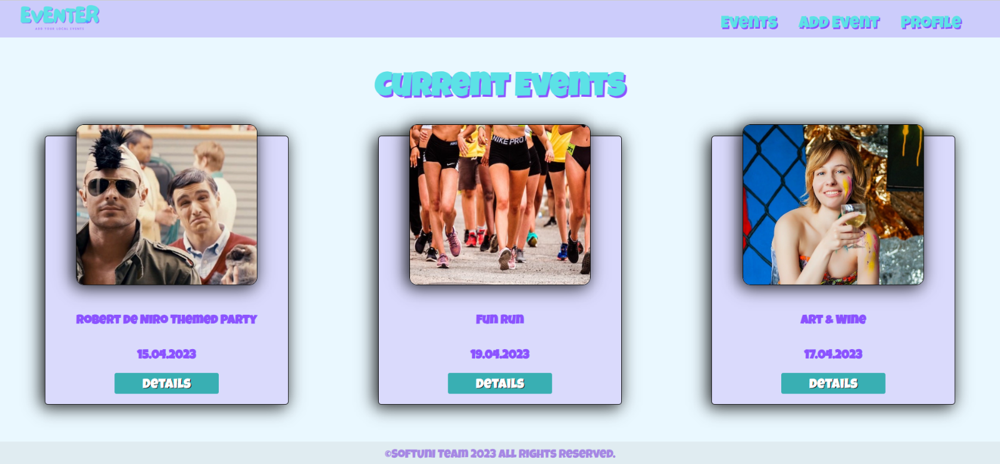 EVENTER
ADD YOUR LOCAL EVENTS
Events
Add Event
Profile
Current Events
NIKE PRO
Robert de Niro Themed Party
15.04.2023
Details
Fun Run
19.04.2023
Details
Art & Wine
17.04.2023
Details
©SoftUni Team 2023 All Rights Reserved.